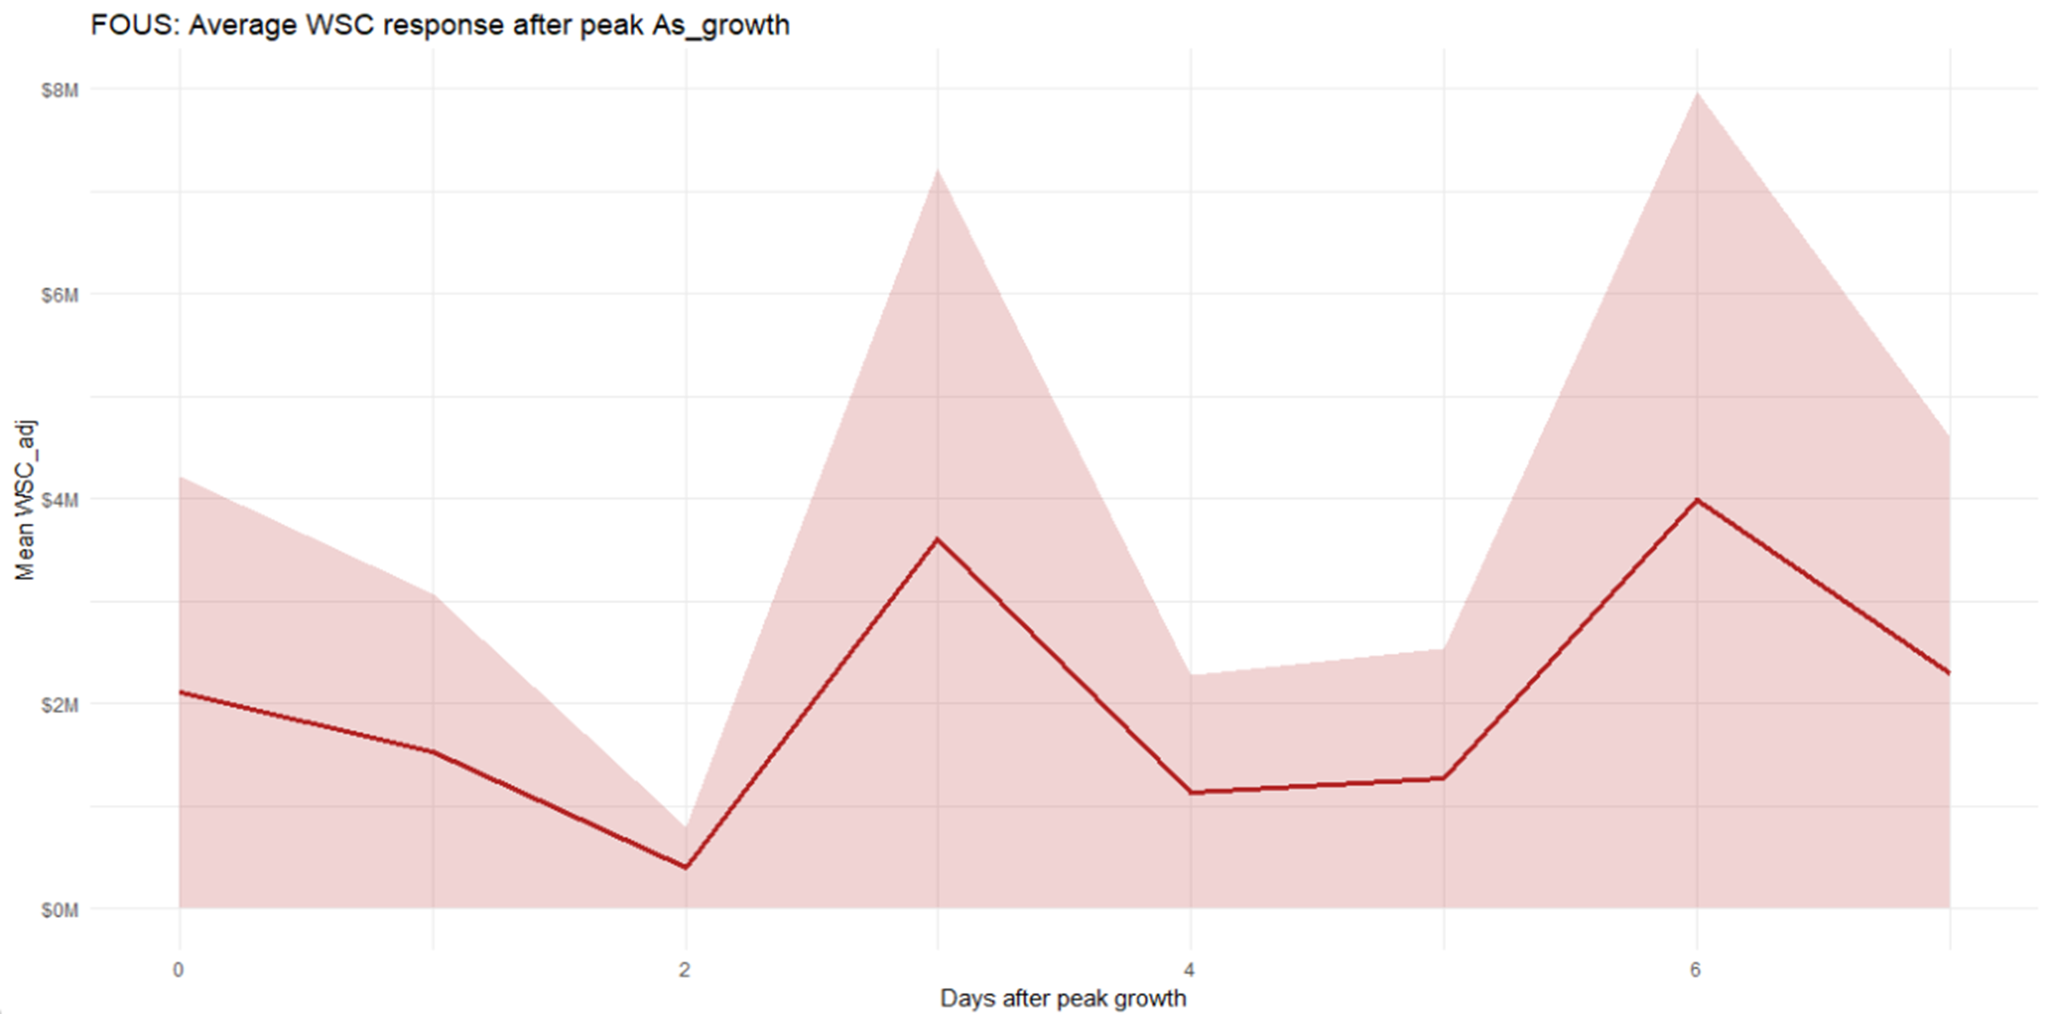 FOUS: Average WSC response after peak As_growth
$8M
$6M
$4M
$2M
$0M
Mean WSC_adj
0 2 4 6
Days after peak growth